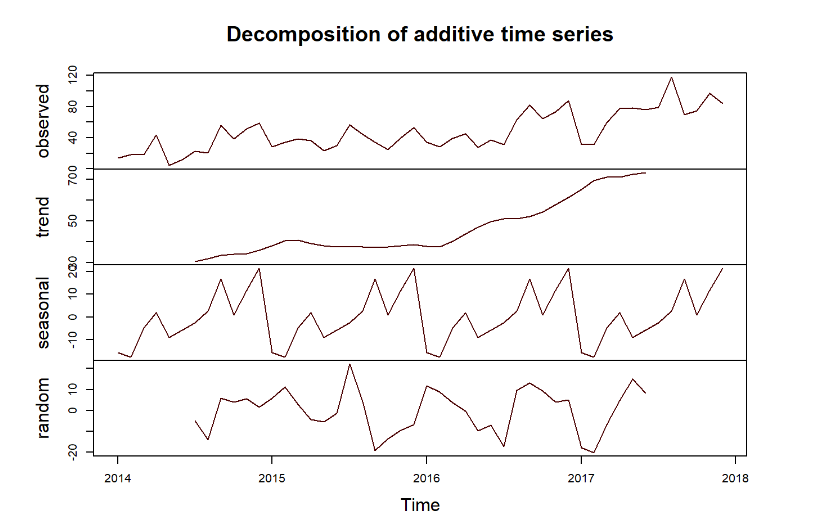 Decomposition of additive time series
observed
0 40 80 120
trend
30 50 70
seasonal
-10 0 10 20
random
-20 0 10
2014 2015 2016 2017 2018
Time